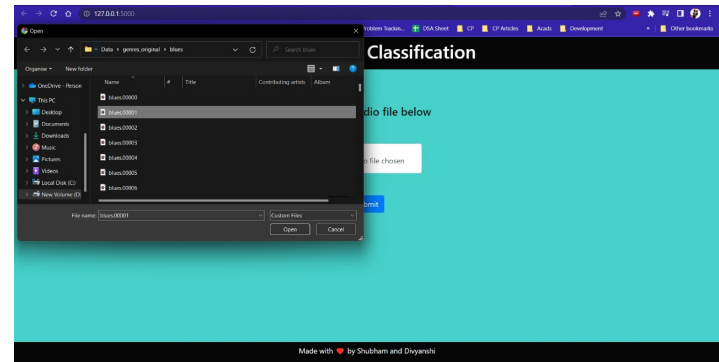 127.0.0.1:5000
Problem Trackin... DSA Sheet CP CP Articles Acads Development » Other bookmarks
Open
Data › genres_original › blues
Search blues
Organise New folder
Name # Title Contributing artists Album
OneDrive - Person
This PC
Desktop
Documents
Downloads
Music
Pictures
Videos
Local Disk (C:)
New Volume (D:
blues.00000
blues.00001
blues.00002
blues.00003
blues.00004
blues.00005
blues.00006
File name: blues.00001
Custom Files
Open Cancel
Classification
dio file below
o file chosen
bmit
Made with ❤ by Shubham and Divyanshi